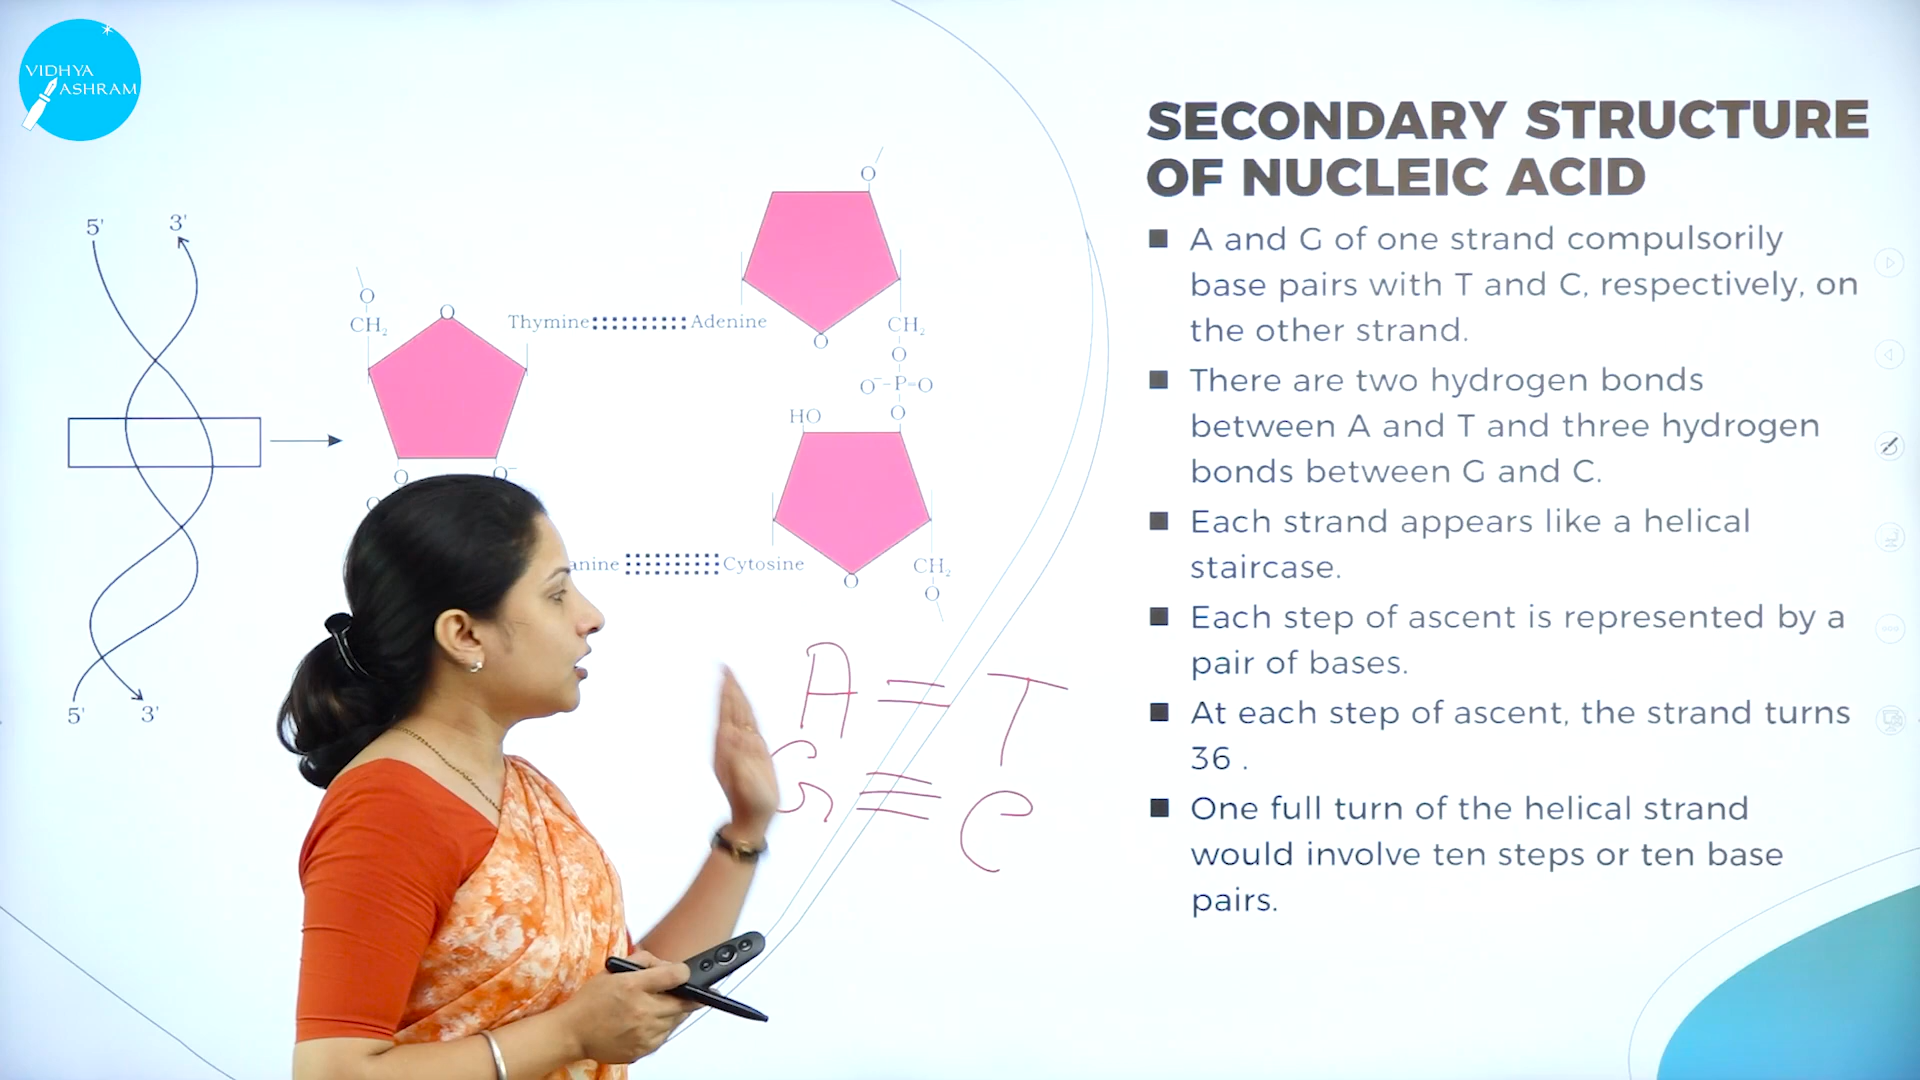 VIDHYA
ASHRAM
SECONDARY STRUCTURE
OF NUCLEIC ACID
■ A and G of one strand compulsorily
base pairs with T and C, respectively, on
the other strand.
■ There are two hydrogen bonds
between A and T and three hydrogen
bonds between G and C.
■ Each strand appears like a helical
staircase.
■ Each step of ascent is represented by a
pair of bases.
■ At each step of ascent, the strand turns
36 .
■ One full turn of the helical strand
would involve ten steps or ten base
pairs.
5' 3'
5' 3'
O
CH₂
O
Thymine Adenine
O⁻
O
O
O
O
CH₂
O
O⁻-P=O
O
HO
anine Cytosine
O
CH₂
O
A = T
G ≡ C